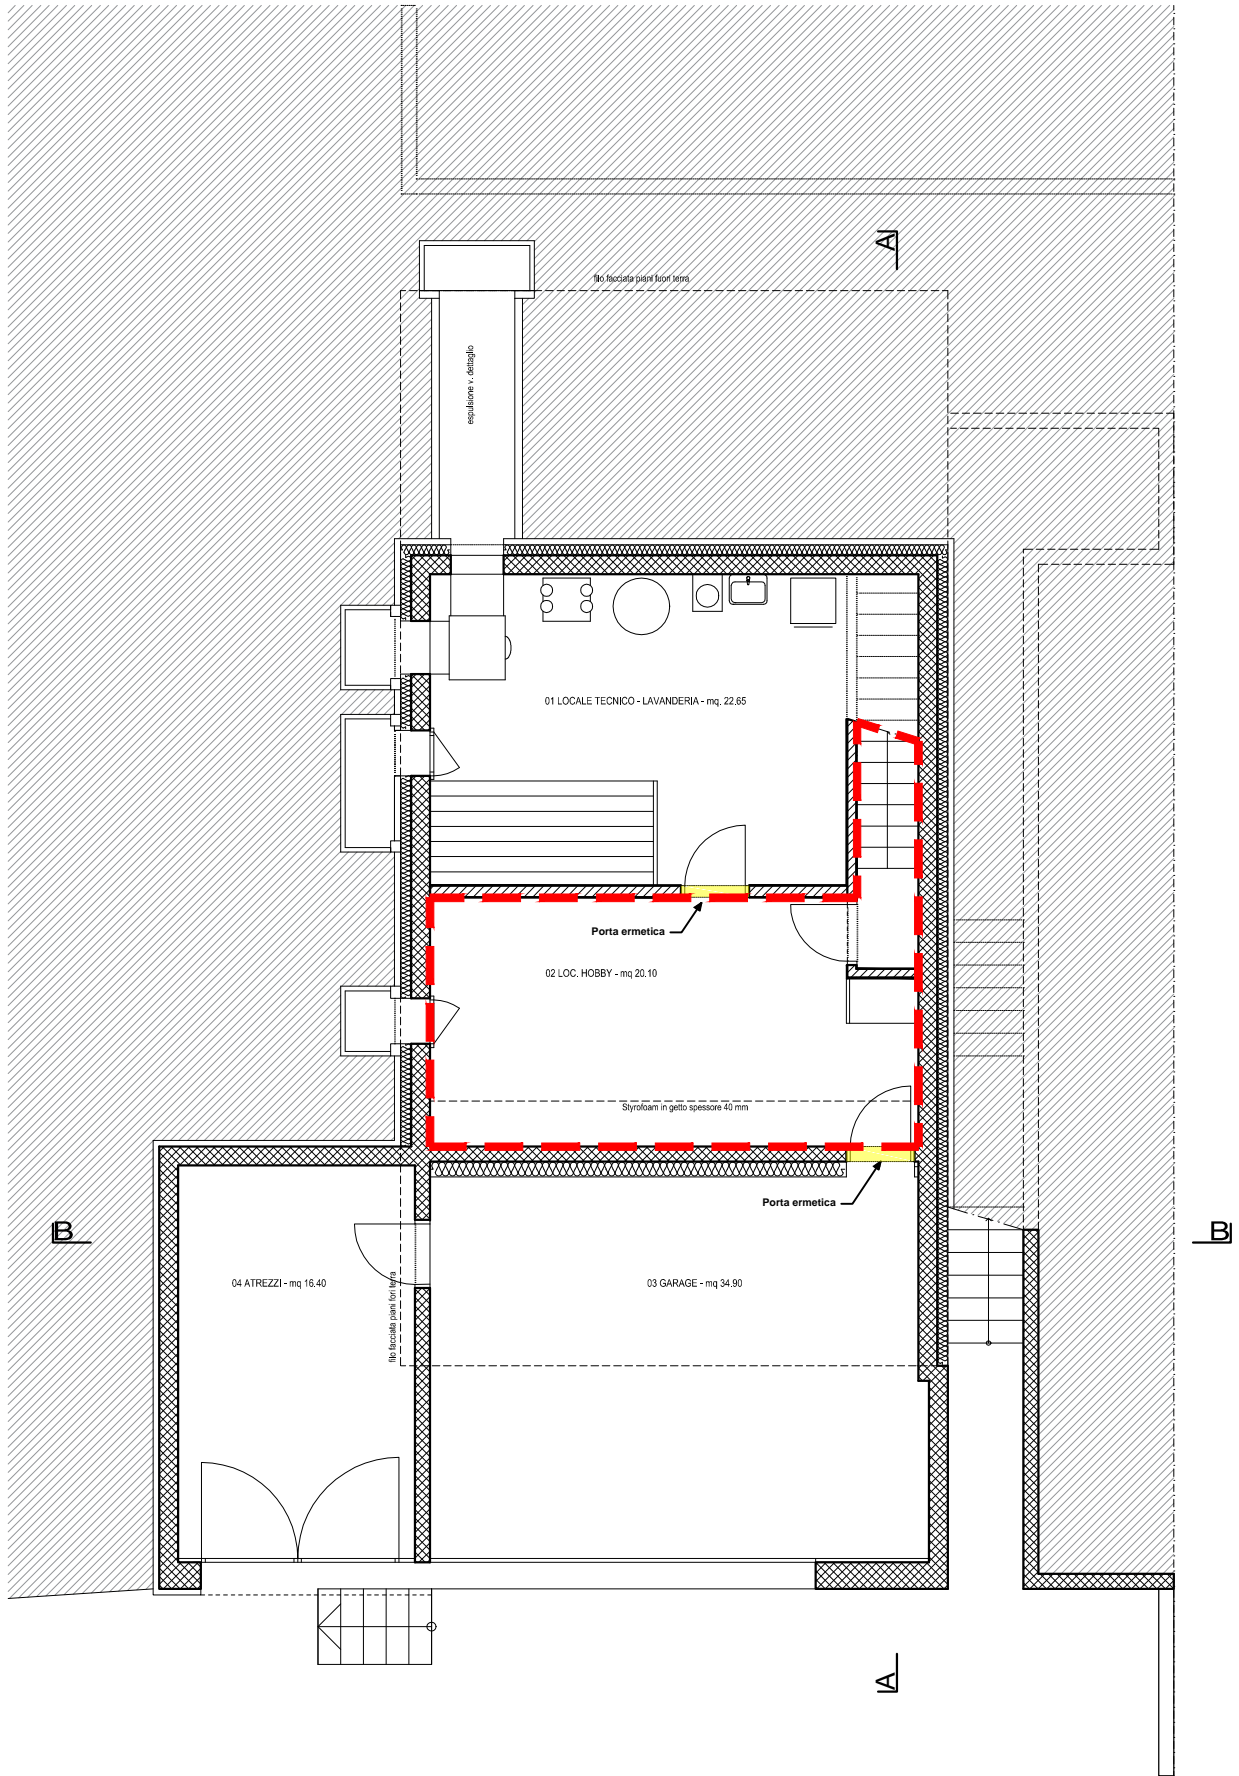 A
filo facciata piani fuori terra
espulsione v. dettaglio
01 LOCALE TECNICO - LAVANDERIA - mq. 22.65
Porta ermetica
02 LOC. HOBBY - mq 20.10
Styrofoam in getto spessore 40 mm
Porta ermetica
B
B
04 ATREZZI - mq 16.40
filo facciata piani fori terra
03 GARAGE - mq 34.90
A